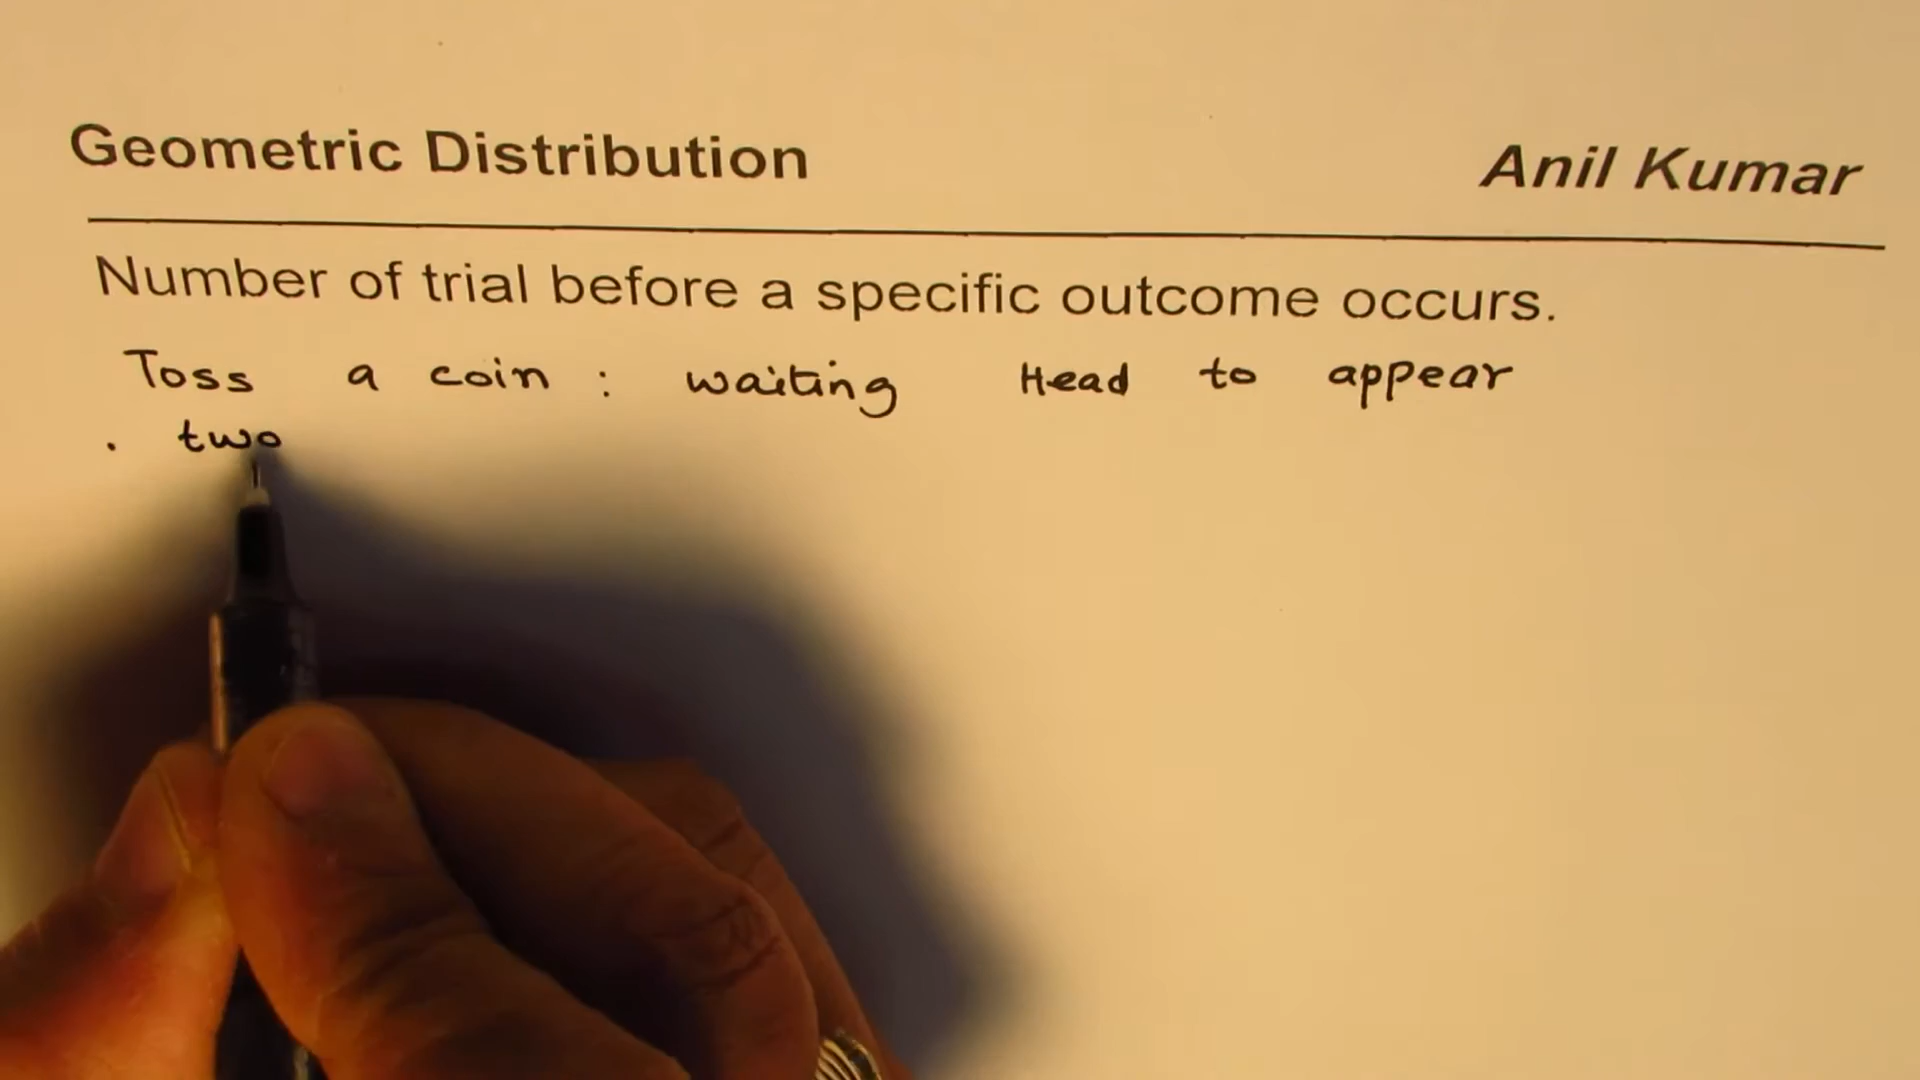 Geometric Distribution Anil Kumar
Number of trial before a specific outcome occurs.
Toss a coin : waiting Head to appear
. two